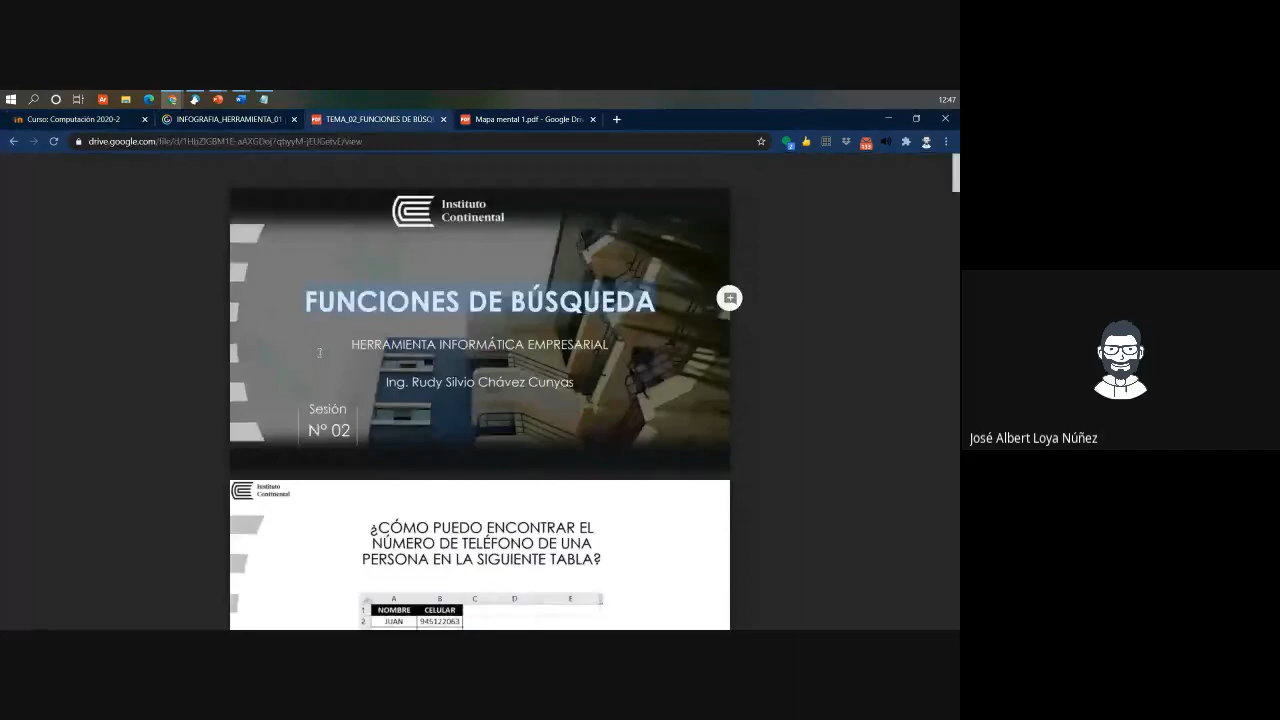 12:47
Curso: Computación 2020-2
INFOGRAFIA_HERRAMIENTA_01
TEMA_02_FUNCIONES DE BÚSQ
Mapa mental 1.pdf - Google Dri
Instituto
Continental
FUNCIONES DE BÚSQUEDA
HERRAMIENTA INFORMÁTICA EMPRESARIAL
Ing. Rudy Silvio Chávez Cunyas
Sesión
N° 02
Instituto
Continental
¿CÓMO PUEDO ENCONTRAR EL
NÚMERO DE TELÉFONO DE UNA
PERSONA EN LA SIGUIENTE TABLA?
A B C D E
1 NOMBRE CELULAR
2 JUAN 945122063
José Albert Loya Núñez